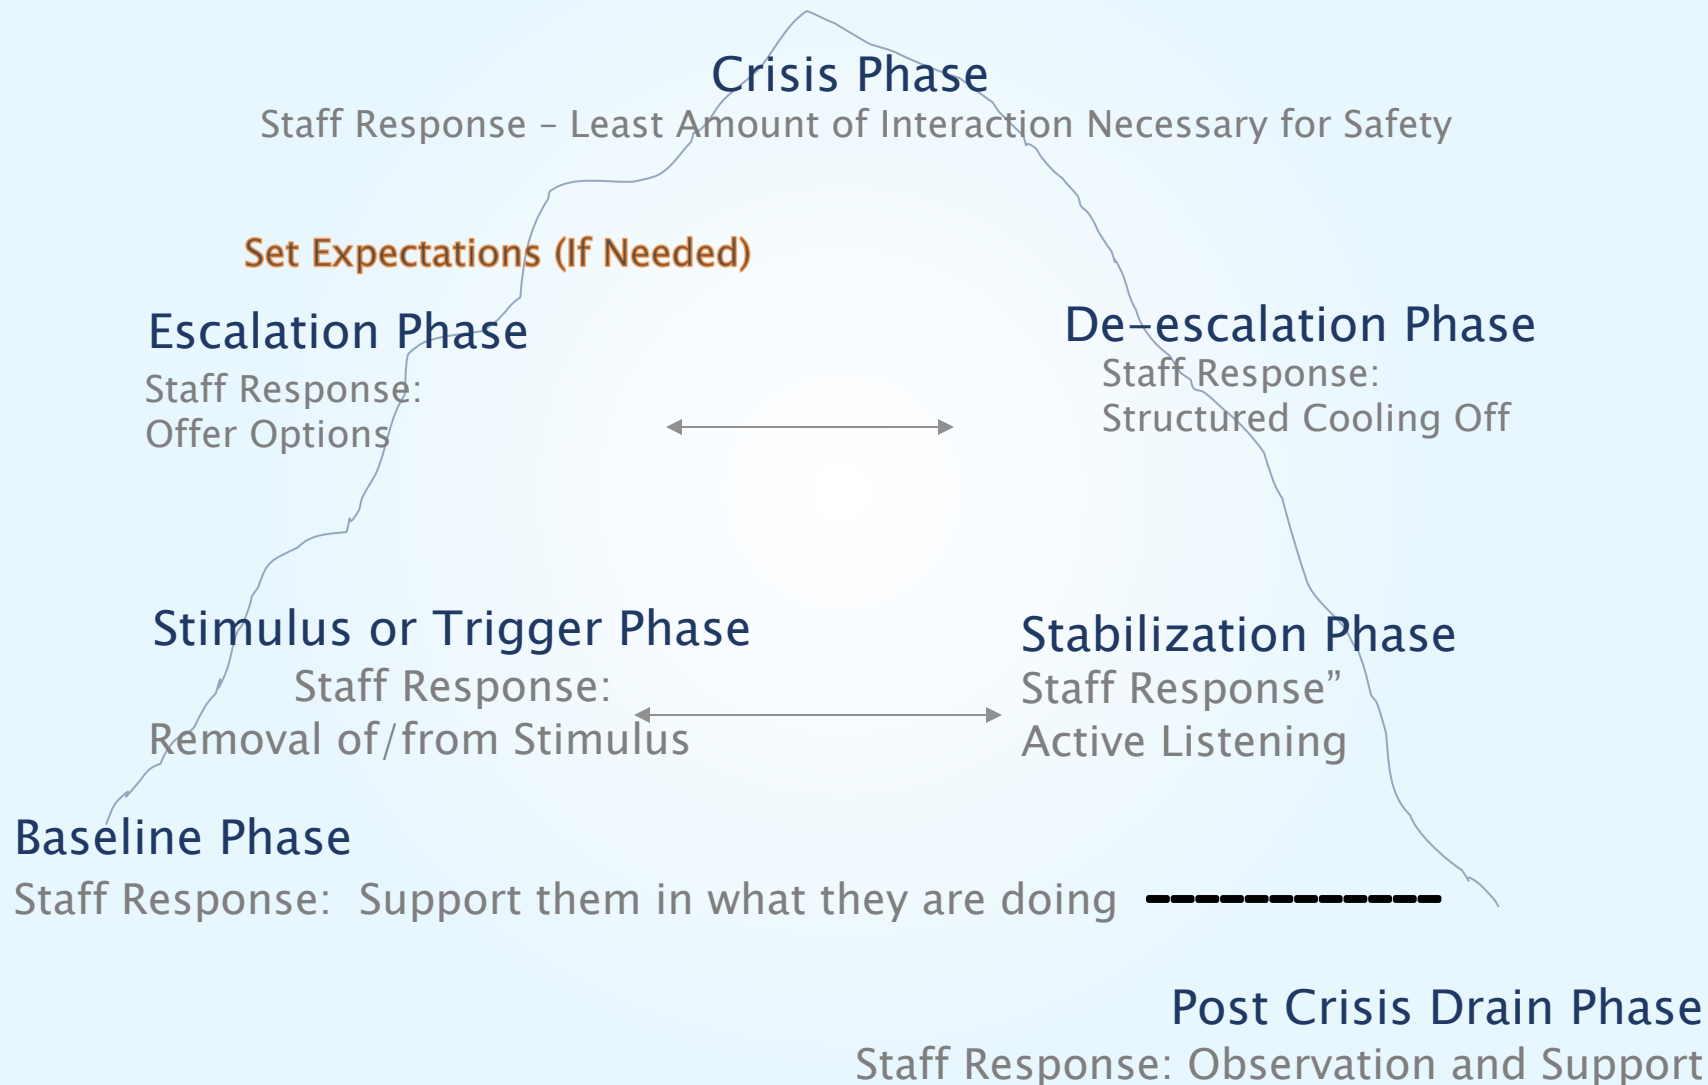 Crisis Phase
Staff Response – Least Amount of Interaction Necessary for Safety
Set Expectations (If Needed)
Escalation Phase
Staff Response:
Offer Options
De-escalation Phase
Staff Response:
Structured Cooling Off
Stimulus or Trigger Phase
Staff Response:
Removal of/from Stimulus
Stabilization Phase
Staff Response”
Active Listening
Baseline Phase
Staff Response:  Support them in what they are doing
Post Crisis Drain Phase
Staff Response: Observation and Support